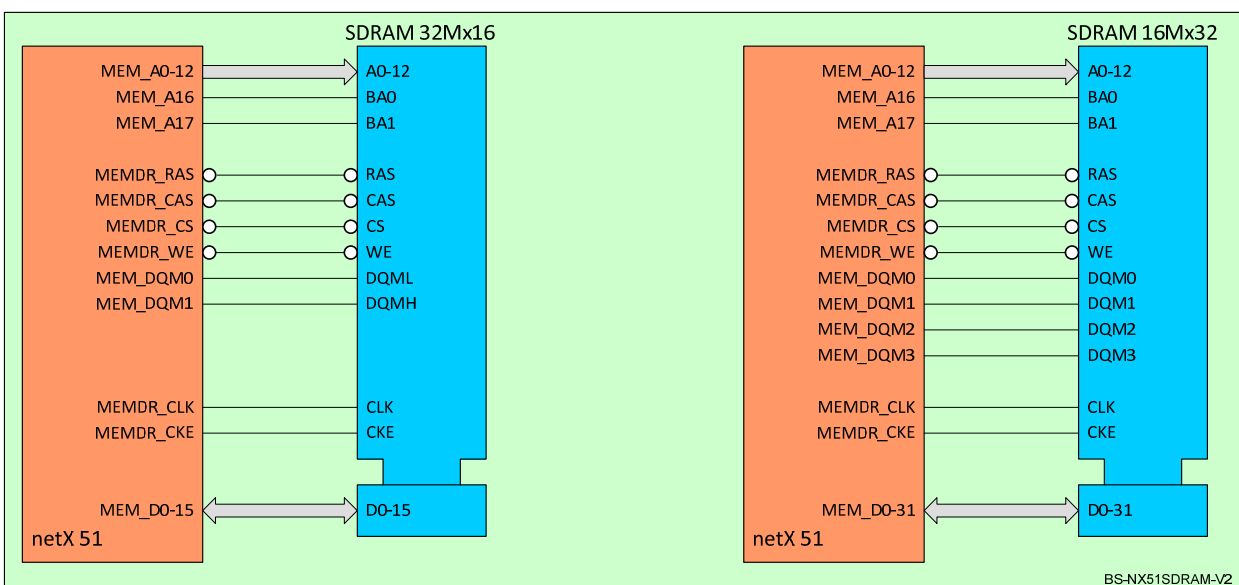 SDRAM 32Mx16
MEM_A0-12 A0-12
MEM_A16 BA0
MEM_A17 BA1
MEMDR_RAS RAS
MEMDR_CAS CAS
MEMDR_CS CS
MEMDR_WE WE
MEM_DQM0 DQML
MEM_DQM1 DQMH
MEMDR_CLK CLK
MEMDR_CKE CKE
MEM_D0-15 D0-15
netX 51
SDRAM 16Mx32
MEM_A0-12 A0-12
MEM_A16 BA0
MEM_A17 BA1
MEMDR_RAS RAS
MEMDR_CAS CAS
MEMDR_CS CS
MEMDR_WE WE
MEM_DQM0 DQM0
MEM_DQM1 DQM1
MEM_DQM2 DQM2
MEM_DQM3 DQM3
MEMDR_CLK CLK
MEMDR_CKE CKE
MEM_D0-31 D0-31
netX 51
BS-NX51SDRAM-V2